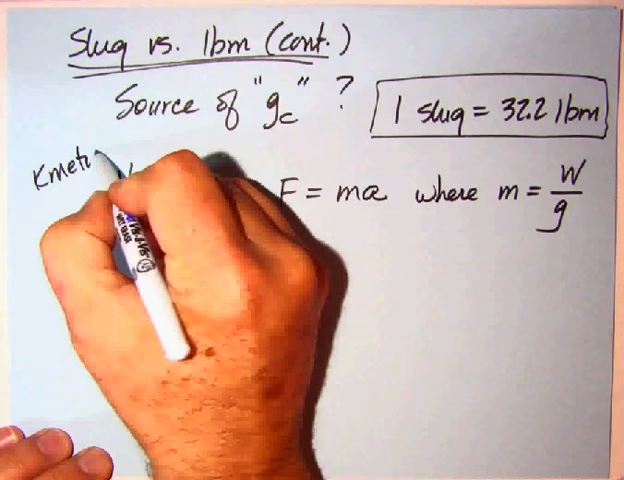 Slug vs. lbm (cont.)
Source of "gc" ?
1 slug = 32.2 lbm
F = ma where m = W/g